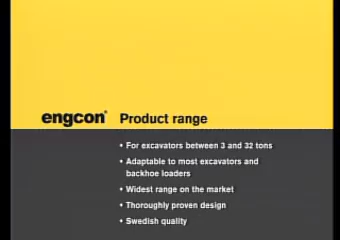 engcon® Product range
• For excavators between 3 and 32 tons
• Adaptable to most excavators and
backhoe loaders
• Widest range on the market
• Thoroughly proven design
• Swedish quality